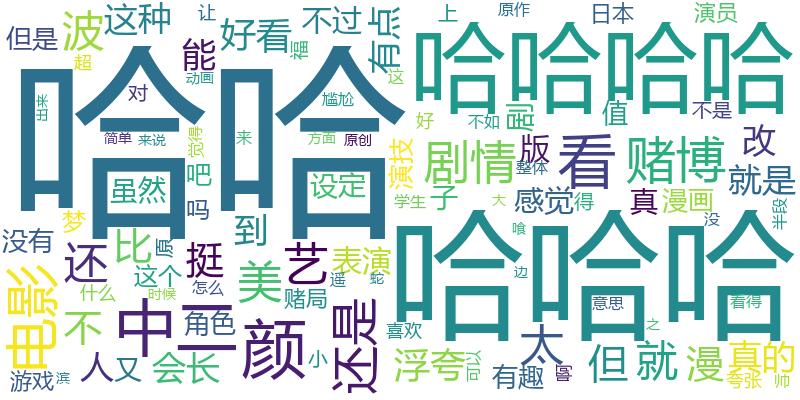 但是
波
这种
让
好看
福
不过
有点
上
原作
日本
演员
超
能
动画
这
哈哈
哈哈哈哈
出来
对
尴尬
好
不如
剧
值
不是
改
简单
来说
觉得
来
方面
原创
演技
剧情
版
整体
看
赌博
就是
虽然
吧
设定
吗
学生
子
大
感觉
得
真
漫画
没
半段
梦
没有
还
比
原
到
喰
哈哈哈
这个
挺
艺
表演
边
美
遥
蛇
电影
什么
时候
怎么
赌局
意思
看得
不
中二
角色
颜
还是
喜欢
之
小
太
人
又
会长
浮夸
可以
但
就
漫
真的
游戏
滨
有趣
夸张
帅